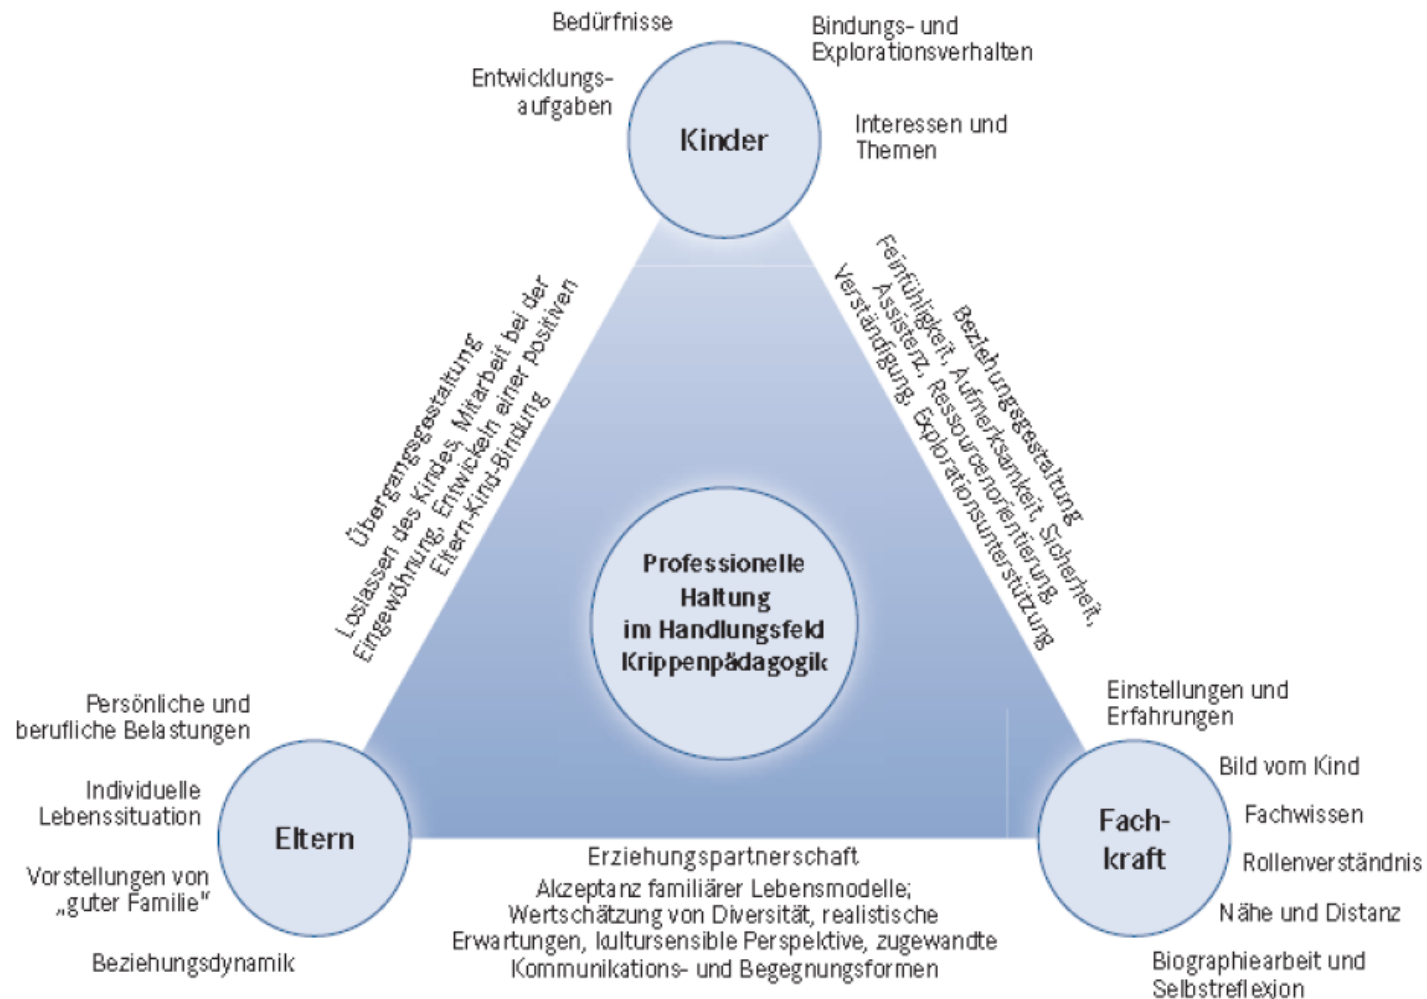 Bedürfnisse
Bindungs- und
Explorationsverhalten
Entwicklungs-
aufgaben
Kinder
Interessen und
Themen
Übergangsgestaltung
Loslassen des Kindes, Mitarbeit bei der
Eingewöhnung, Entwickeln einer positiven
Eltern-Kind-Bindung
Beziehungsgestaltung
Feinfühligkeit, Aufmerksamkeit, Sicherheit,
Assistenz, Ressourcenorientierung,
Verständigung, Explorationsunterstützung
Professionelle
Haltung
im Handlungsfeld
Krippenpädagogik
Persönliche und
berufliche Belastungen
Individuelle
Lebenssituation
Eltern
Vorstellungen von
„guter Familie“
Beziehungsdynamik
Einstellungen und
Erfahrungen
Bild vom Kind
Fach-
kraft
Fachwissen
Rollenverständnis
Nähe und Distanz
Biographiearbeit und
Selbstreflexion
Erziehungspartnerschaft
Akzeptanz familiärer Lebensmodelle;
Wertschätzung von Diversität, realistische
Erwartungen, kultursensible Perspektive, zugewandte
Kommunikations- und Begegnungsformen